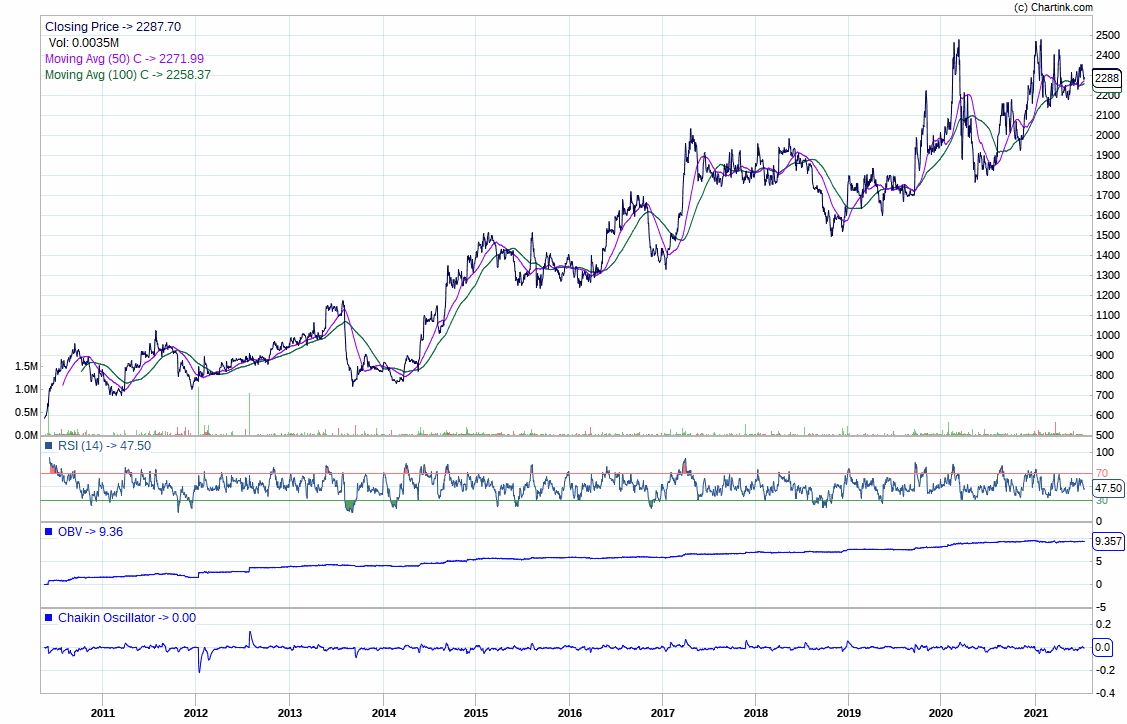 (c) Chartink.com
Closing Price -> 2287.70
Vol: 0.0035M
Moving Avg (50) C -> 2271.99
Moving Avg (100) C -> 2258.37
2500
2400
2288
2200
2100
2000
1900
1800
1700
1600
1500
1400
1300
1200
1100
1000
900
800
700
600
500
1.5M
1.0M
0.5M
0.0M
RSI (14) -> 47.50
100
70
47.50
30
0
OBV -> 9.36
9.357
5
0
-5
Chaikin Oscillator -> 0.00
0.2
0.0
-0.2
-0.4
2011 2012 2013 2014 2015 2016 2017 2018 2019 2020 2021